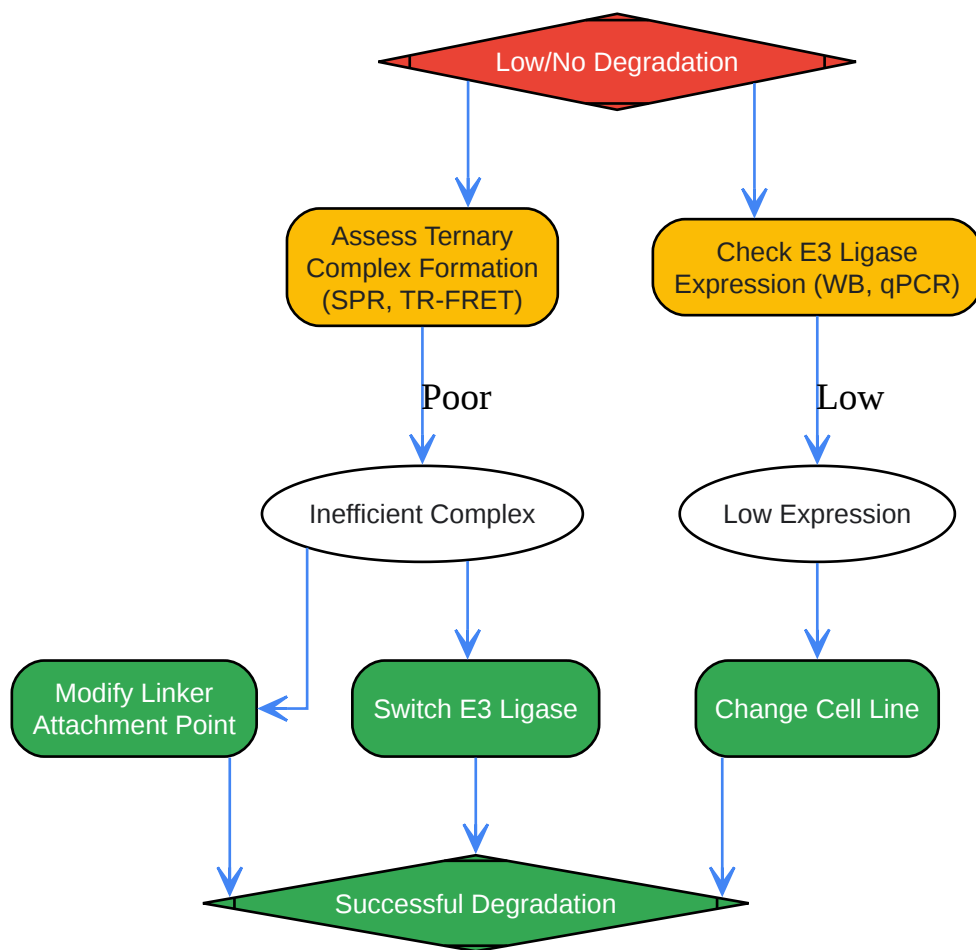 Low/No Degradation
Assess Ternary
Complex Formation
(SPR, TR-FRET)
Check E3 Ligase
Expression (WB, qPCR)
Poor
Low
Inefficient Complex
Low Expression
Modify Linker
Attachment Point
Switch E3 Ligase
Change Cell Line
Successful Degradation